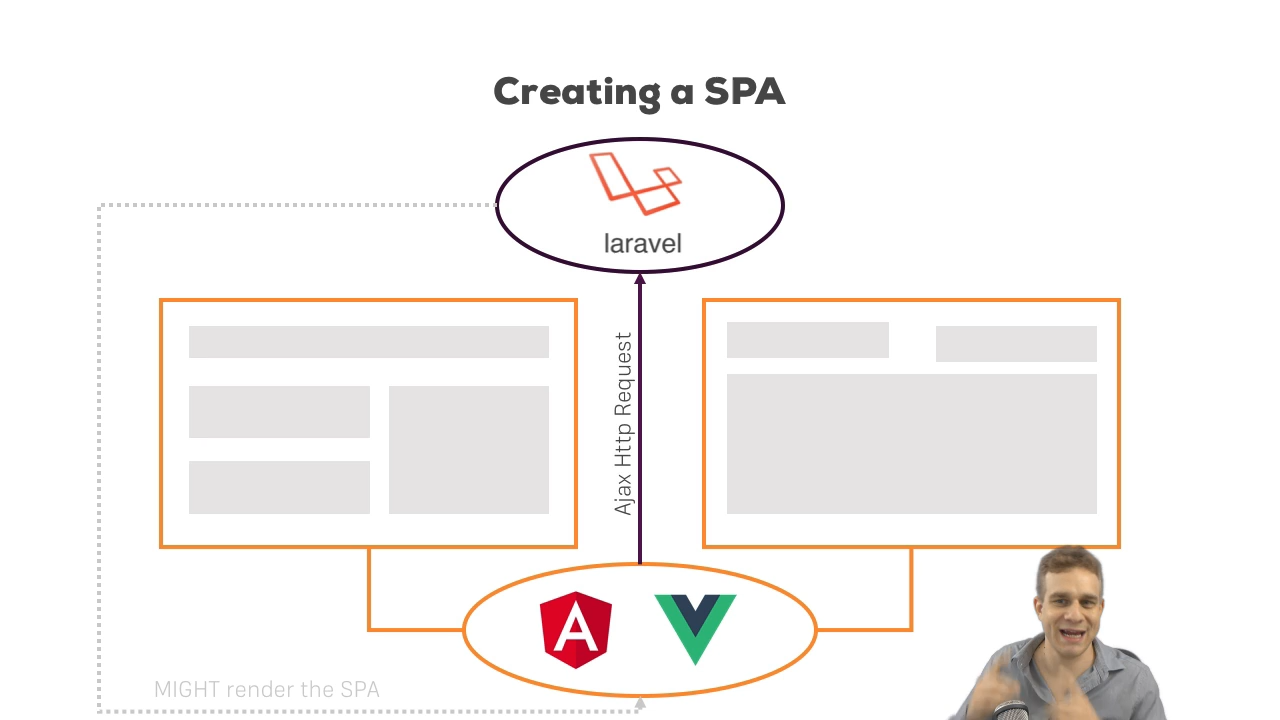 Creating a SPA
laravel
Ajax Http Request
A
MIGHT render the SPA